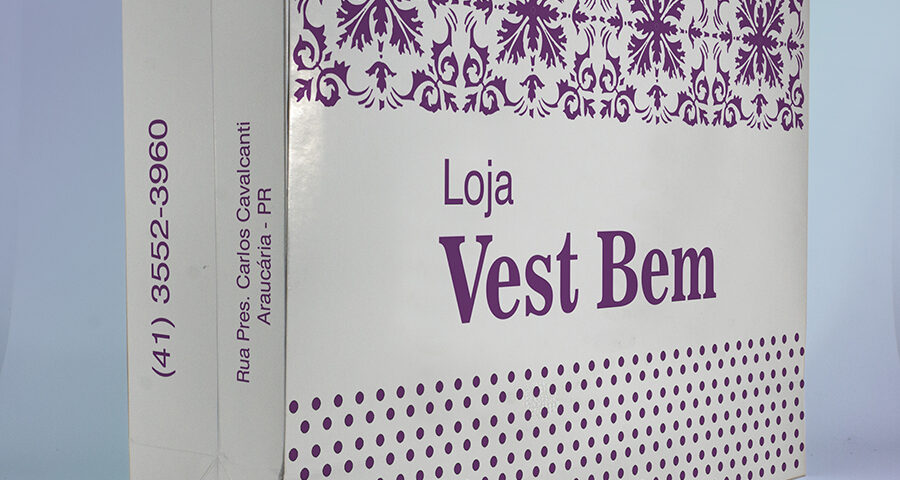 (41) 3552-3960
Rua Pres. Carlos Cavalcanti
Araucária - PR
Loja
Vest Bem